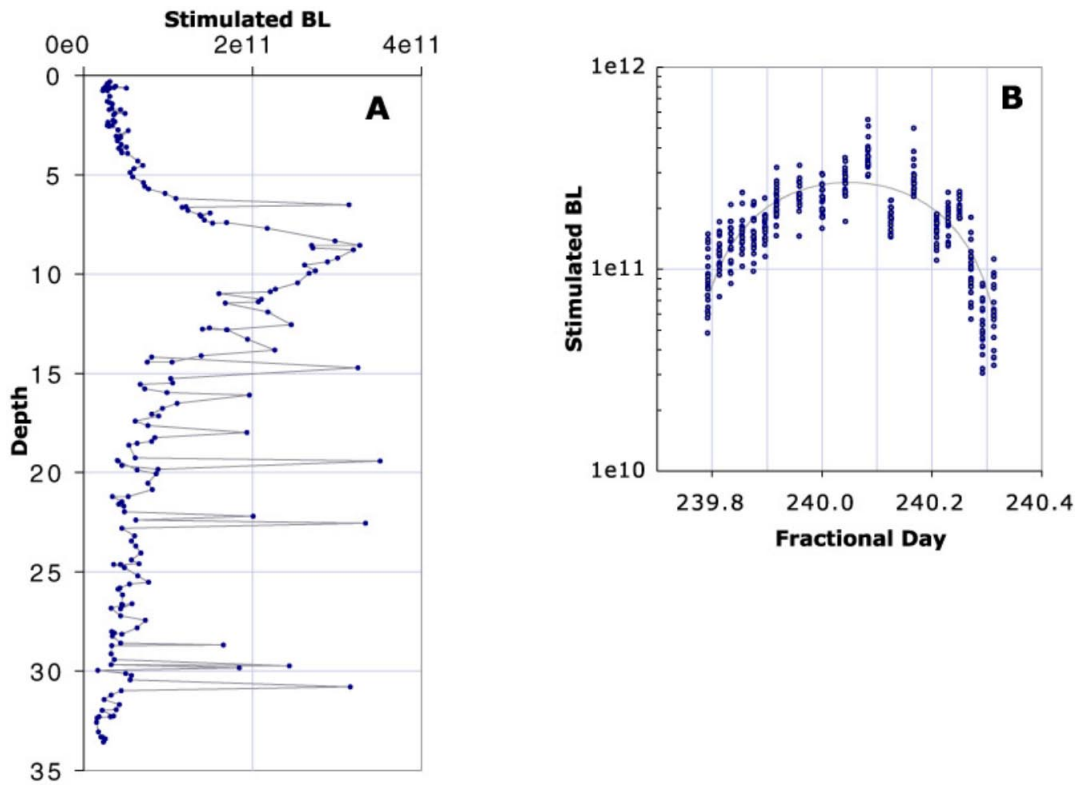 Stimulated BL
0e0 2e11 4e11
A
0
5
10
15
20
25
30
35
Depth
B
1e12
1e11
1e10
Stimulated BL
239.8 240.0 240.2 240.4
Fractional Day